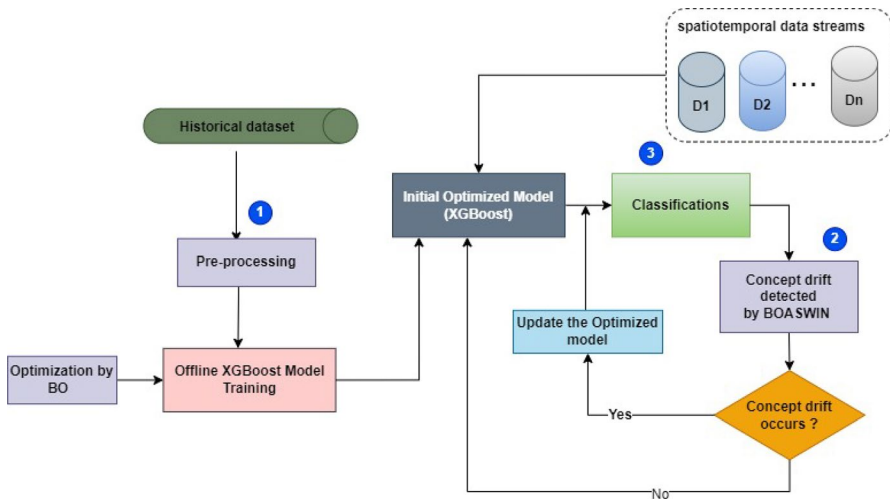 spatiotemporal data streams
D1
D2
...
Dn
Historical dataset
3
Initial Optimized Model
(XGBoost)
Classifications
1
2
Pre-processing
Concept drift
detected
by BOASWIN
Update the Optimized
model
Optimization by
BO
Offline XGBoost Model
Training
Concept drift
occurs ?
Yes
No